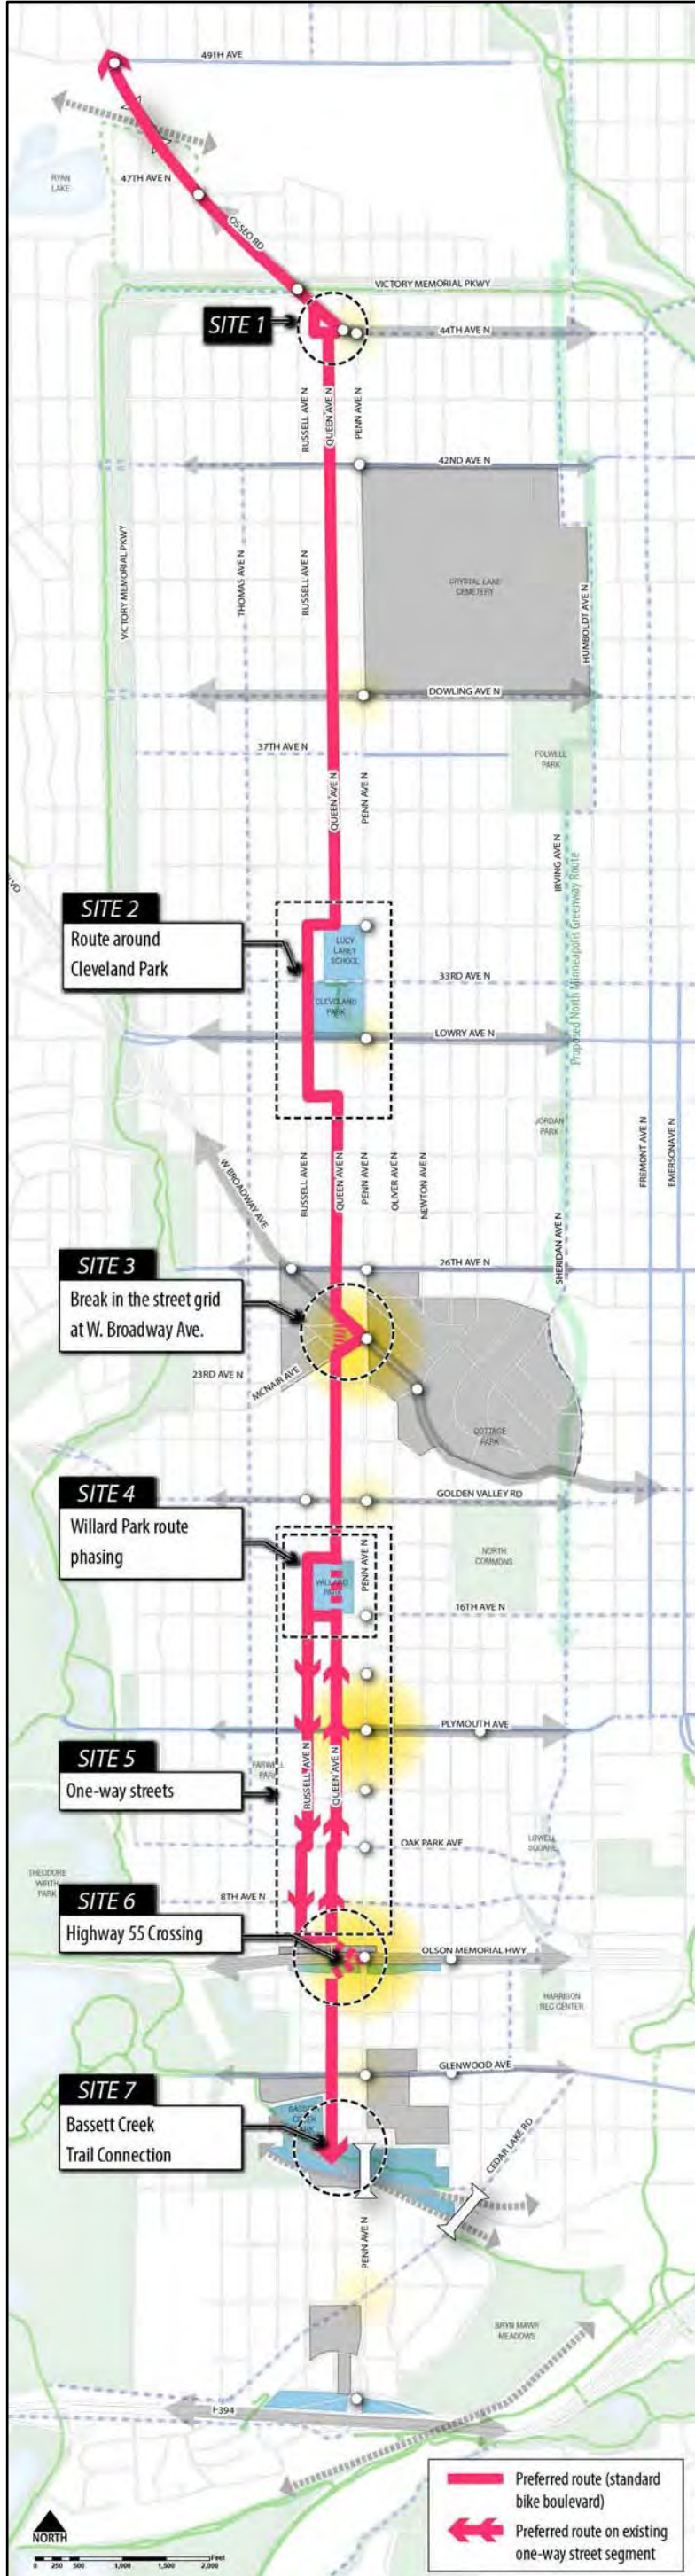 49TH AVE
RYAN
LAKE
47TH AVE N
OSSEO RD
VICTORY MEMORIAL PKWY
SITE 1
44TH AVE N
RUSSELL AVE N
QUEEN AVE N
PENN AVE N
42ND AVE N
VICTORY MEMORIAL PKWY
THOMAS AVE N
RUSSELL AVE N
CRYSTAL LAKE
CEMETERY
HUMBOLDT AVE N
DOWLING AVE N
37TH AVE N
FOLWELL
PARK
QUEEN AVE N
PENN AVE N
IRVING AVE N
Proposed North Minneapolis Greenway Route
BLVD
SITE 2
Route around
Cleveland Park
LUCY
LANEY
SCHOOL
33RD AVE N
CLEVELAND
PARK
LOWRY AVE N
JORDAN
PARK
FREMONT AVE N
EMERSON AVE N
W BROADWAY AVE
RUSSELL AVE N
QUEEN AVE N
PENN AVE N
OLIVER AVE N
NEWTON AVE N
SHERIDAN AVE N
SITE 3
Break in the street grid
at W. Broadway Ave.
26TH AVE N
23RD AVE N
MCNAIR AVE
COTTAGE
PARK
SITE 4
Willard Park route
phasing
GOLDEN VALLEY RD
NORTH
COMMONS
PENN AVE N
WILLARD
PARK
16TH AVE N
PLYMOUTH AVE
SITE 5
One-way streets
FARWELL
PARK
RUSSELL AVE N
QUEEN AVE N
OAK PARK AVE
LOWELL
SQUARE
THEODORE
WIRTH
PARK
8TH AVE N
SITE 6
Highway 55 Crossing
OLSON MEMORIAL HWY
HARRISON
REC CENTER
GLENWOOD AVE
SITE 7
Bassett Creek
Trail Connection
BASSETT
CREEK
CEDAR LAKE RD
PENN AVE N
BRYN MAWR
MEADOWS
I-394
Preferred route (standard
bike boulevard)
Preferred route on existing
one-way street segment
NORTH
0 250 500 1,000 1,500 2,000 Feet